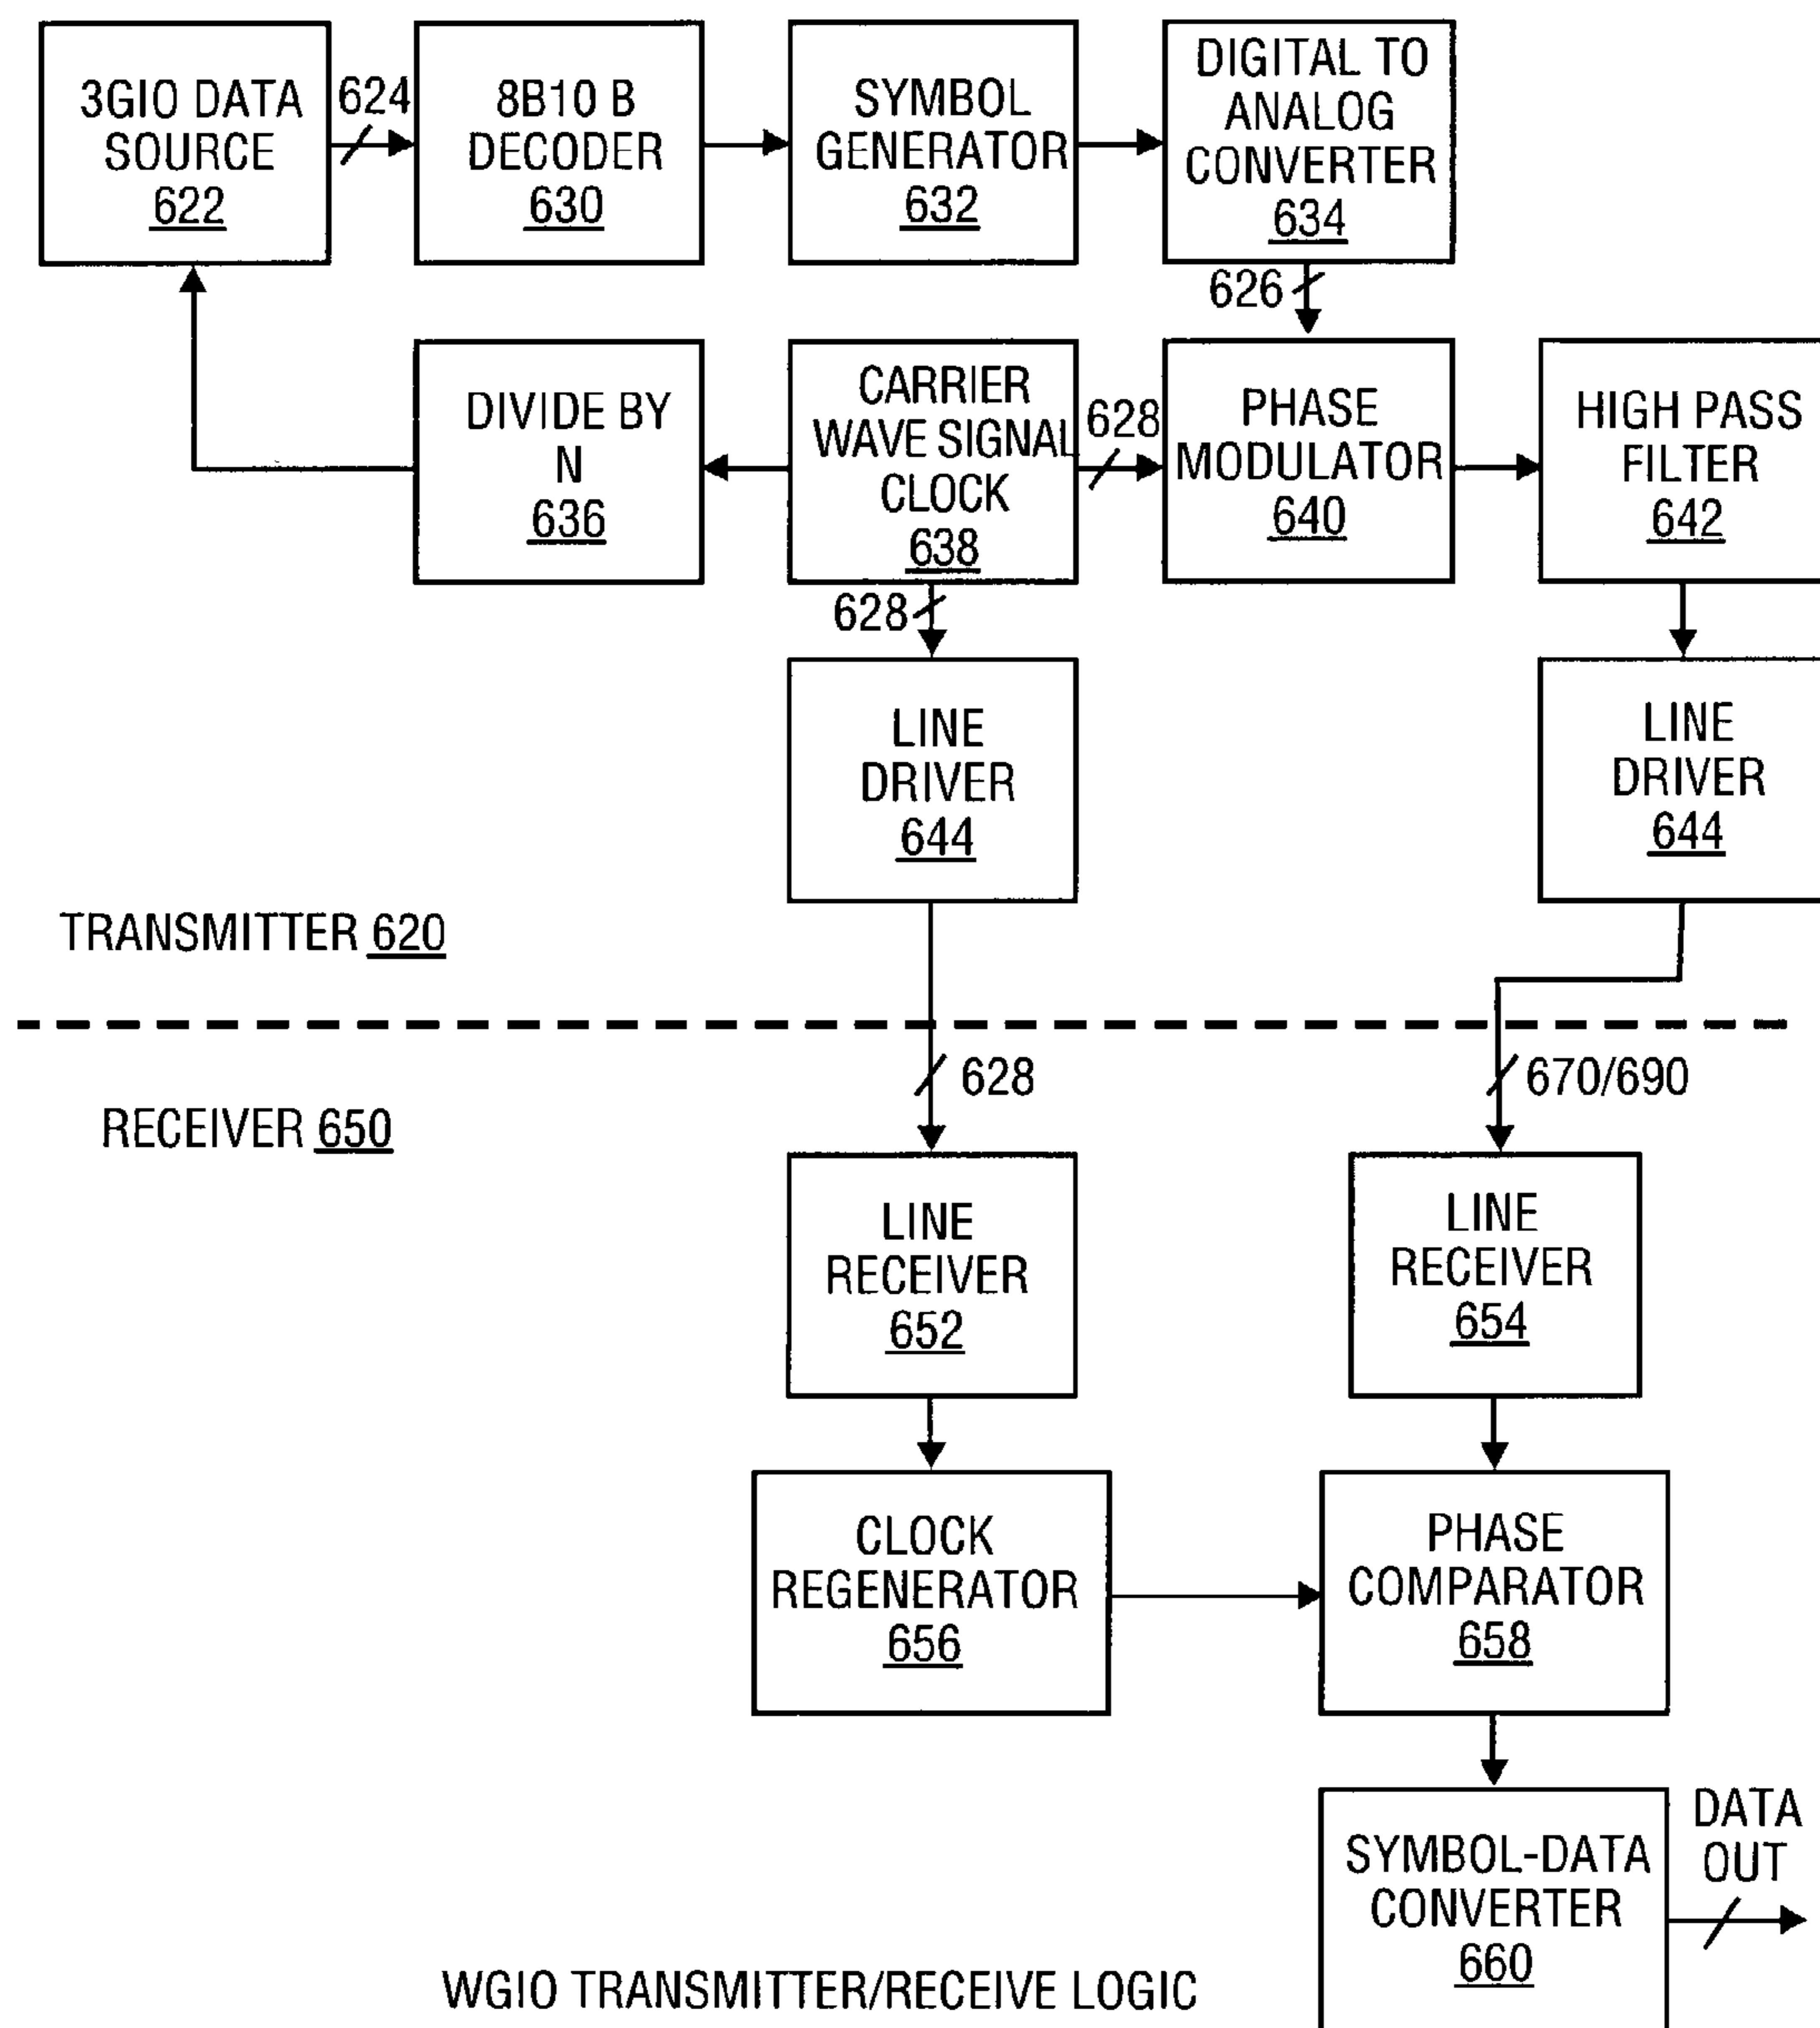 3GIO DATA
SOURCE
622
624
8B10 B
DECODER
630
SYMBOL
GENERATOR
632
DIGITAL TO
ANALOG
CONVERTER
634
626
DIVIDE BY
N
636
CARRIER
WAVE SIGNAL
CLOCK
638
628
PHASE
MODULATOR
640
HIGH PASS
FILTER
642
628
LINE
DRIVER
644
LINE
DRIVER
644
TRANSMITTER 620
628
670/690
RECEIVER 650
LINE
RECEIVER
652
LINE
RECEIVER
654
CLOCK
REGENERATOR
656
PHASE
COMPARATOR
658
SYMBOL-DATA
CONVERTER
660
DATA
OUT
WGIO TRANSMITTER/RECEIVE LOGIC